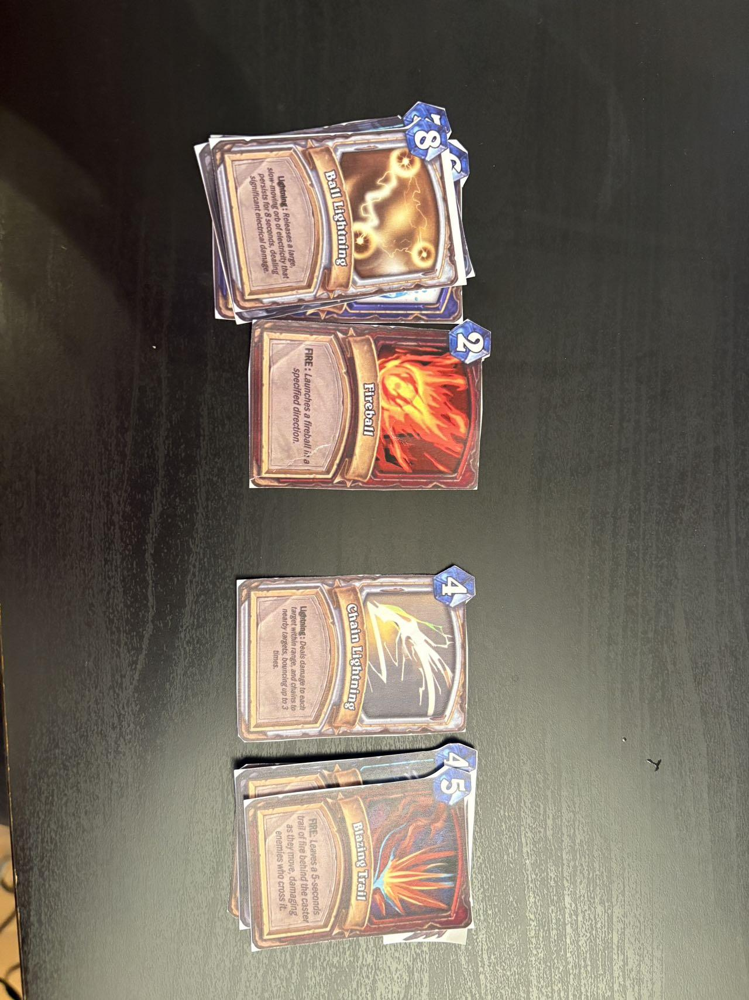 8
Ball Lightning
Lightning : Releases a large,
slow-moving orb of electricity that
persists for 8 seconds, dealing
significant electrical damage.
2
Fireball
FIRE : Launches a fireball in a
specified direction.
4
Chain Lightning
Lightning : Deals damage to each
target within range, and chains to
nearby targets, bouncing up to 3
times.
4
5
Blazing Trail
FIRE: Leaves a 5-seconds
trail of fire behind the caster
as they move, damaging
enemies who cross it.